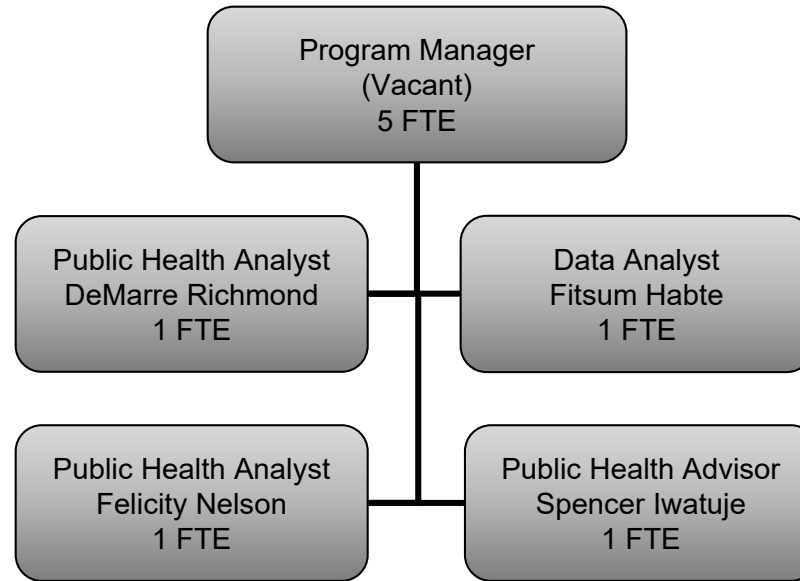 Program Manager
(Vacant)
5 FTE
Public Health Analyst
DeMarre Richmond
1 FTE
Data Analyst
Fitsum Habte
1 FTE
Public Health Analyst
Felicity Nelson
1 FTE
Public Health Advisor
Spencer Iwatuje
1 FTE